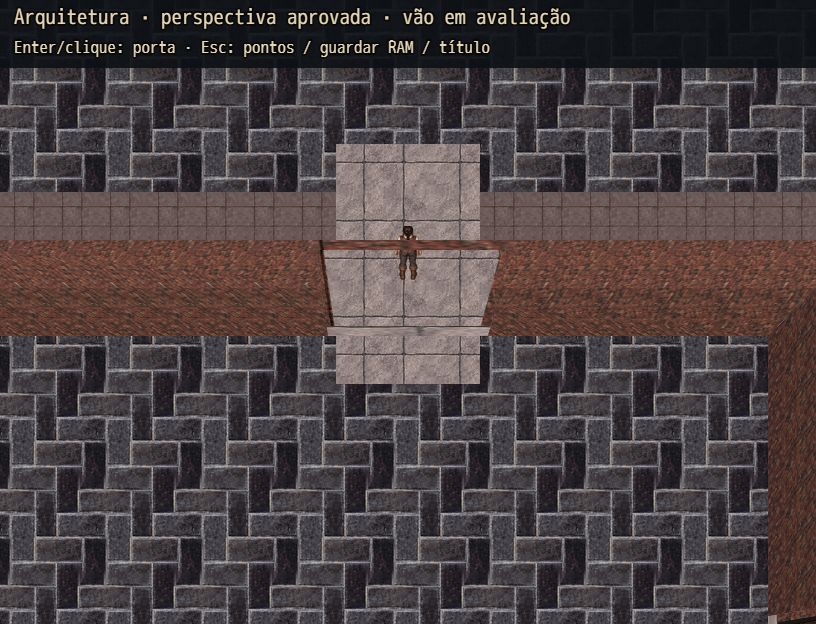 Arquitetura · perspectiva aprovada · vão em avaliação
Enter/clique: porta · Esc: pontos / guardar RAM / título